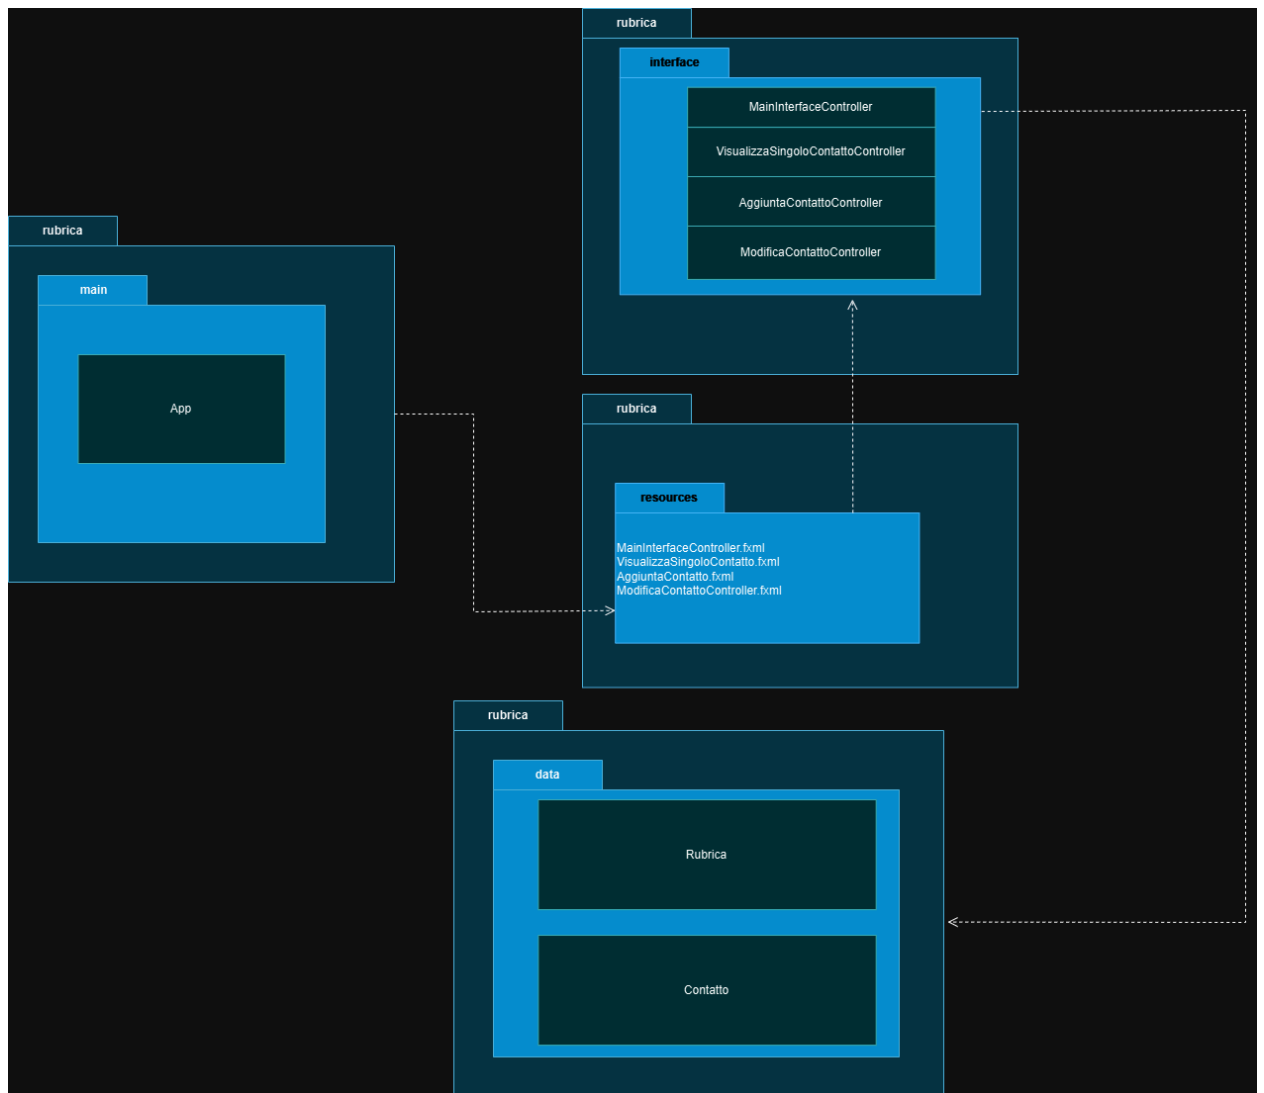 rubrica
interface
MainInterfaceController
VisualizzaSingoloContattoController
AggiuntaContattoController
ModificaContattoController
rubrica
main
App
rubrica
resources
MainInterfaceController.fxml
VisualizzaSingoloContatto.fxml
AggiuntaContatto.fxml
ModificaContattoController.fxml
rubrica
data
Rubrica
Contatto